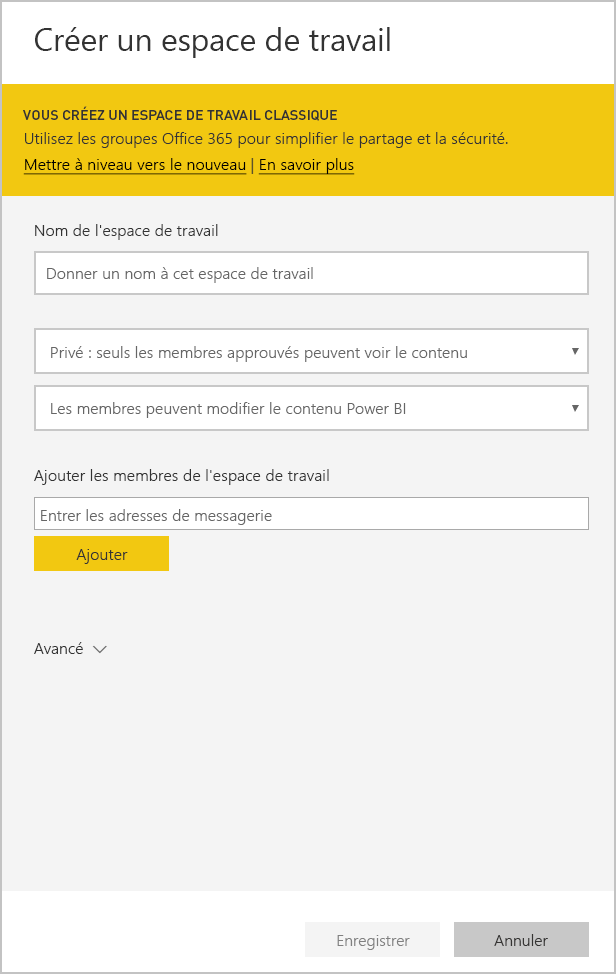 Créer un espace de travail
VOUS CRÉEZ UN ESPACE DE TRAVAIL CLASSIQUE
Utilisez les groupes Office 365 pour simplifier le partage et la sécurité.
Mettre à niveau vers le nouveau | En savoir plus
Nom de l'espace de travail
Donner un nom à cet espace de travail
Privé : seuls les membres approuvés peuvent voir le contenu
Les membres peuvent modifier le contenu Power BI
Ajouter les membres de l'espace de travail
Entrer les adresses de messagerie
Ajouter
Avancé
Enregistrer Annuler